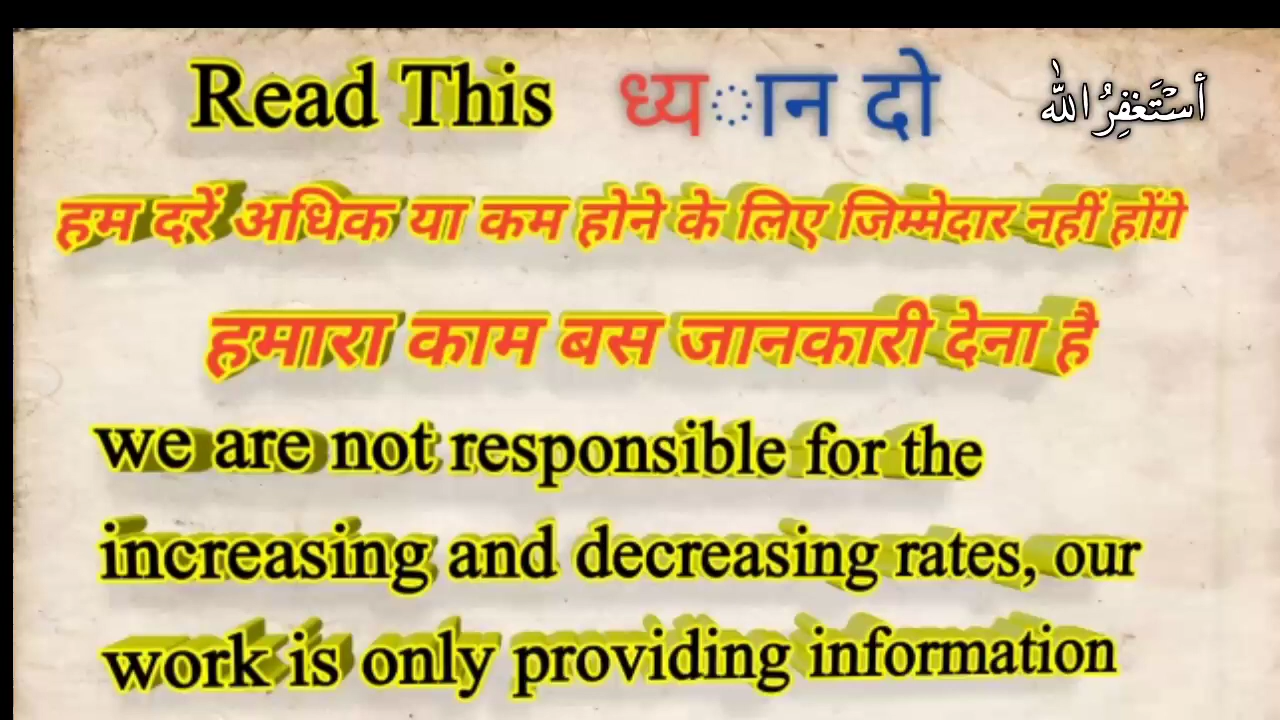 Read This ध्यान दो أَسْتَغْفِرُ اللّٰه
हम दरें अधिक या कम होने के लिए जिम्मेदार नहीं होंगे
हमारा काम बस जानकारी देना है
we are not responsible for the
increasing and decreasing rates, our
work is only providing information